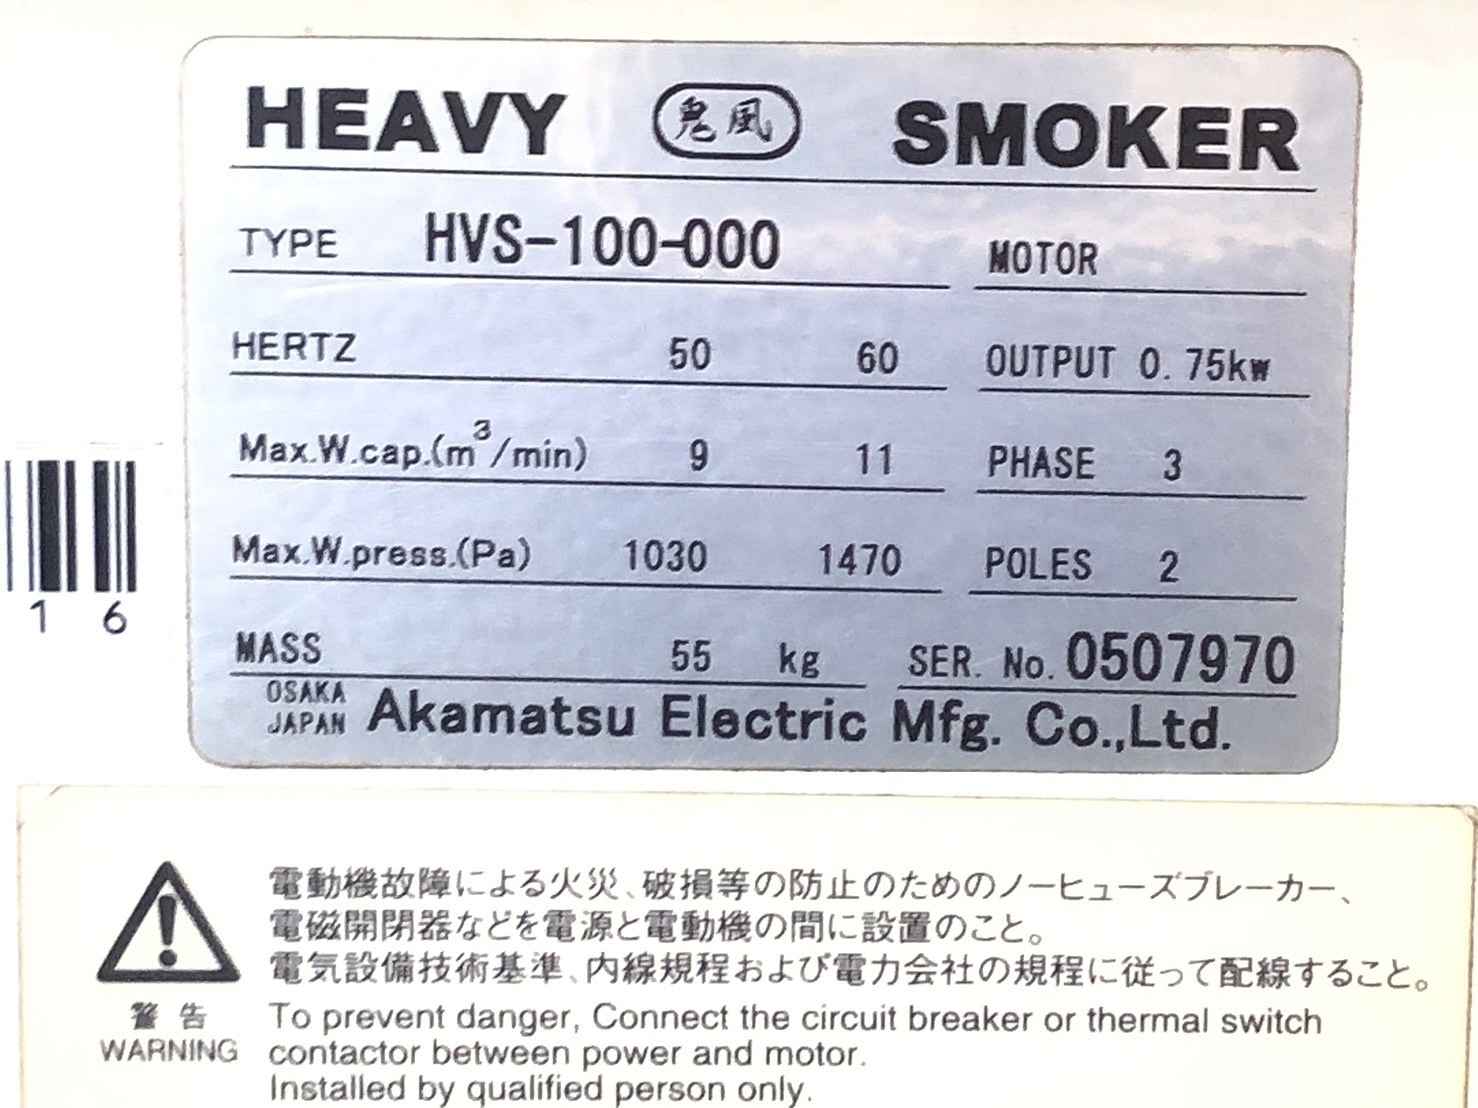 HEAVY 鬼風 SMOKER
TYPE HVS-100-000 MOTOR
HERTZ 50 60 OUTPUT 0.75kw
Max.W.cap.(m³/min) 9 11 PHASE 3
Max.W.press.(Pa) 1030 1470 POLES 2
MASS 55 kg SER. No. 0507970
OSAKA JAPAN Akamatsu Electric Mfg. Co.,Ltd.
16
電動機故障による火災、破損等の防止のためのノーヒューズブレーカー、
電磁開閉器などを電源と電動機の間に設置のこと。
電気設備技術基準、内線規程および電力会社の規程に従って配線すること。
警告
WARNING
To prevent danger, Connect the circuit breaker or thermal switch
contactor between power and motor.
Installed by qualified person only.